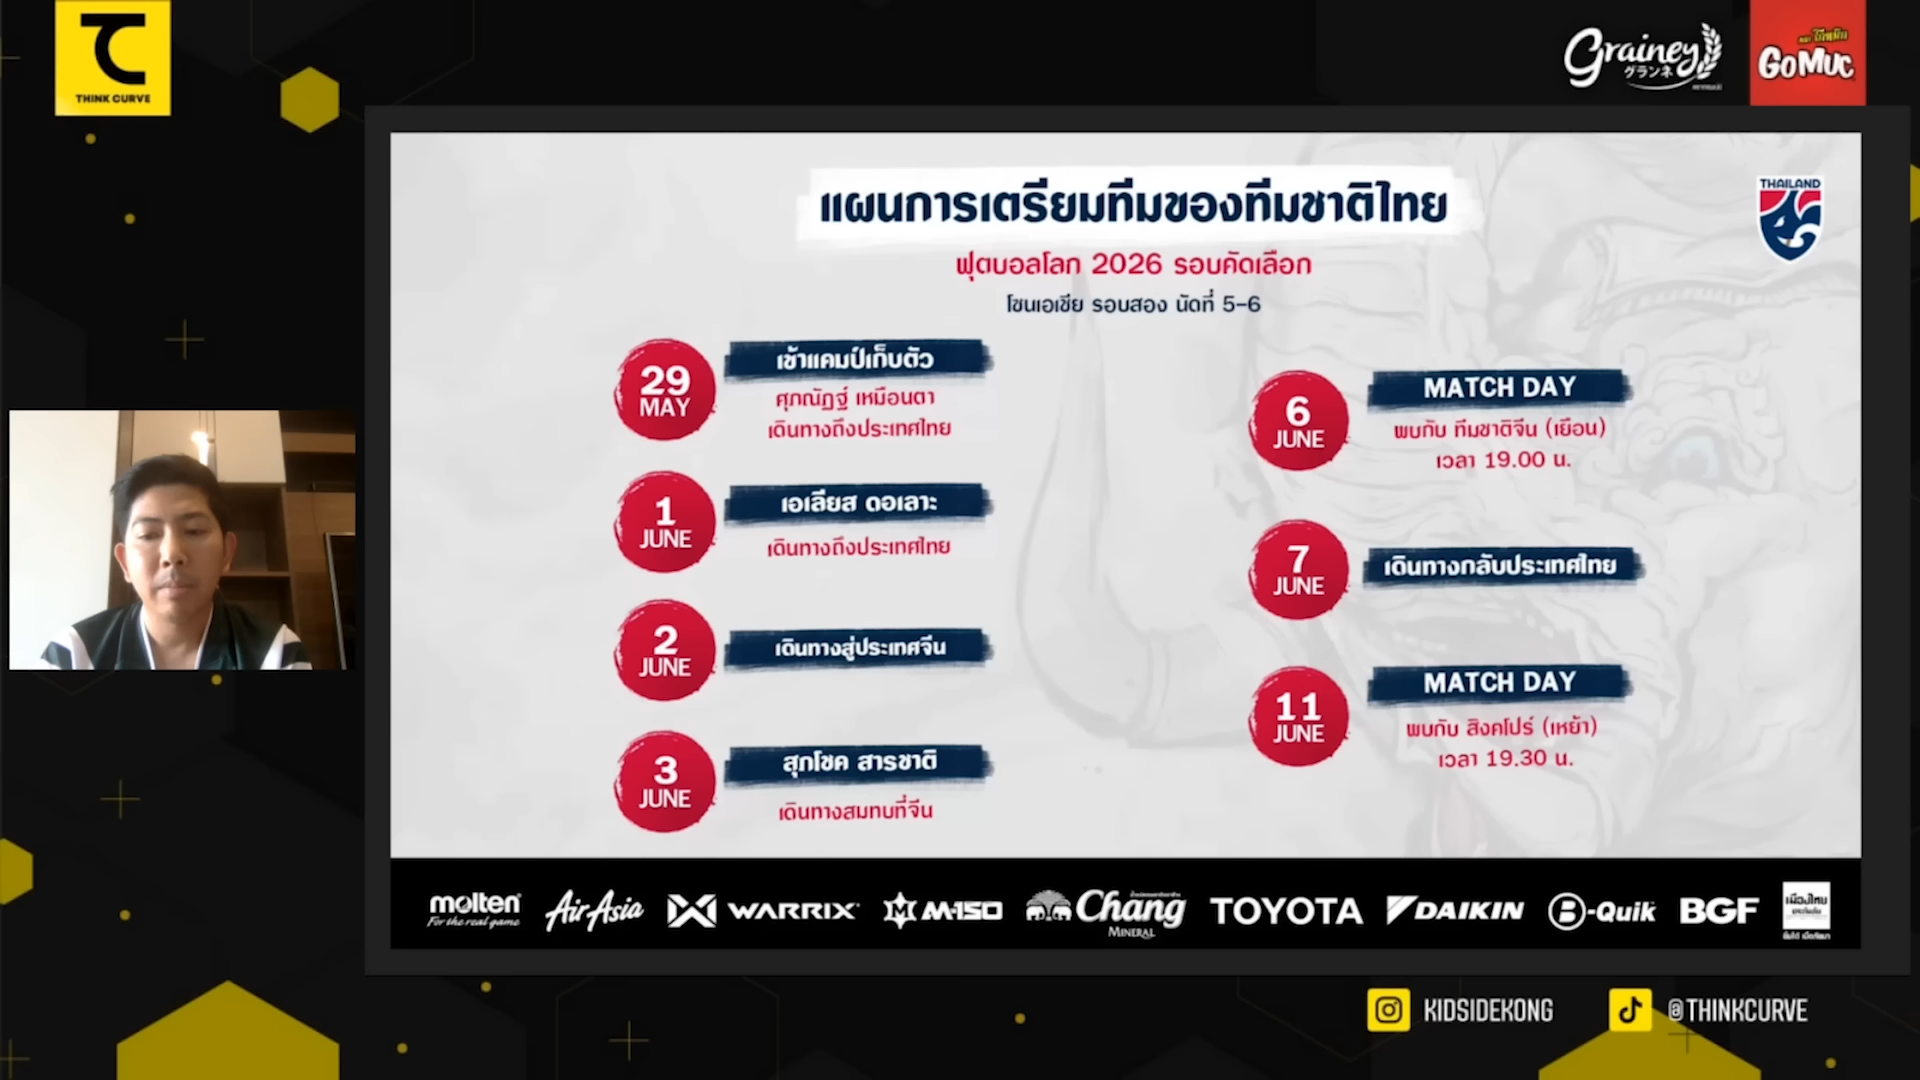 THINK CURVE
Grainey
グランネ
GOMUC
แผนการเตรียมทีมของทีมชาติไทย
THAILAND
ฟุตบอลโลก 2026 รอบคัดเลือก
โซนเอเชีย รอบสอง นัดที่ 5-6
29 MAY
เข้าแคมป์เก็บตัว
ศุภณัฏฐ์ เหมือนตา
เดินทางถึงประเทศไทย
1 JUNE
เอเลียส ดอเลาะ
เดินทางถึงประเทศไทย
2 JUNE
เดินทางสู่ประเทศจีน
3 JUNE
สุภโชค สารชาติ
เดินทางสมทบที่จีน
6 JUNE
MATCH DAY
พบกับ ทีมชาติจีน (เยือน)
เวลา 19.00 น.
7 JUNE
เดินทางกลับประเทศไทย
11 JUNE
MATCH DAY
พบกับ สิงคโปร์ (เหย้า)
เวลา 19.30 น.
molten
For the real game
AirAsia
WARRIX
M-150
Chang
MINERAL
TOYOTA
DAIKIN
B-Quik
BGF
เมืองไทย
KIDSIDEKONG
@THINKCURVE